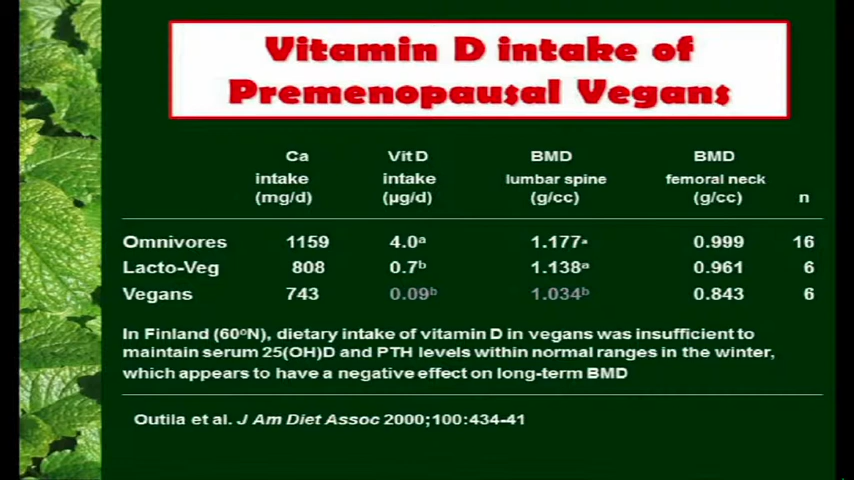 Vitamin D intake of
Premenopausal Vegans
Ca Vit D BMD BMD
intake intake lumbar spine femoral neck
(mg/d) (µg/d) (g/cc) (g/cc) n
Omnivores 1159 4.0ᵃ 1.177ᵃ 0.999 16
Lacto-Veg 808 0.7ᵇ 1.138ᵃ 0.961 6
Vegans 743 0.09ᵇ 1.034ᵇ 0.843 6
In Finland (60ºN), dietary intake of vitamin D in vegans was insufficient to
maintain serum 25(OH)D and PTH levels within normal ranges in the winter,
which appears to have a negative effect on long-term BMD
Outila et al. J Am Diet Assoc 2000;100:434-41